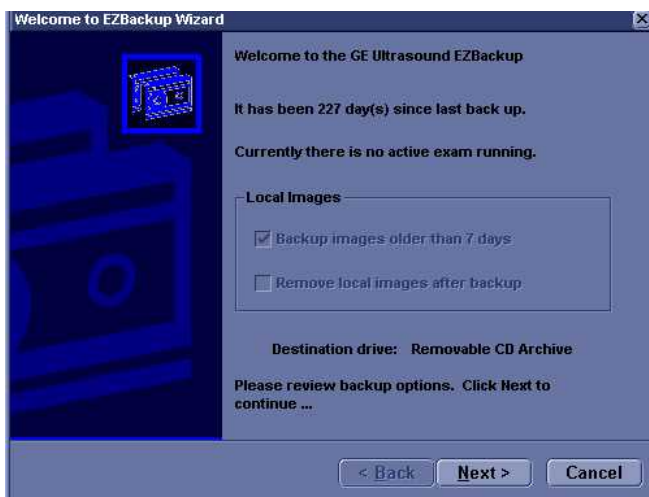 Welcome to EZBackup Wizard
Welcome to the GE Ultrasound EZBackup
It has been 227 day(s) since last back up.
Currently there is no active exam running.
Local Images
Backup images older than 7 days
Remove local images after backup
Destination drive: Removable CD Archive
Please review backup options. Click Next to
continue ...
< Back Next > Cancel